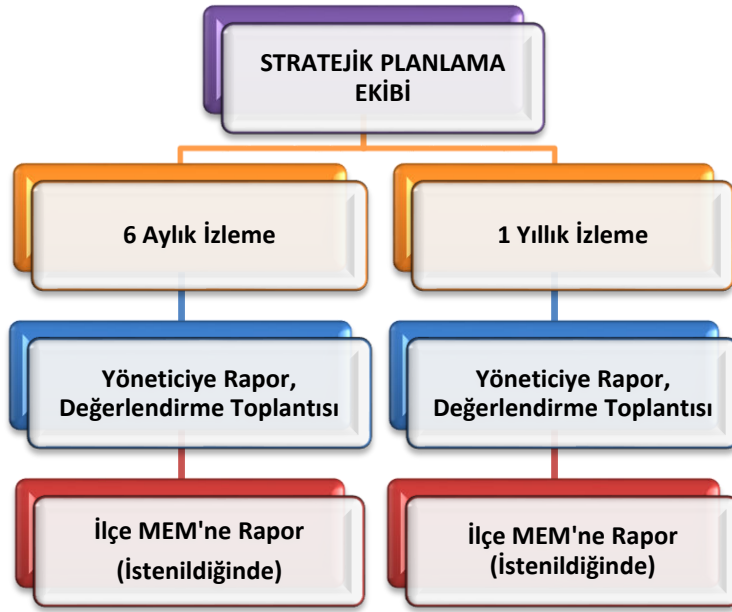 STRATEJİK PLANLAMA
EKİBİ
6 Aylık İzleme
1 Yıllık İzleme
Yöneticiye Rapor,
Değerlendirme Toplantısı
Yöneticiye Rapor,
Değerlendirme Toplantısı
İlçe MEM'ne Rapor
(İstenildiğinde)
İlçe MEM'ne Rapor
(İstenildiğinde)